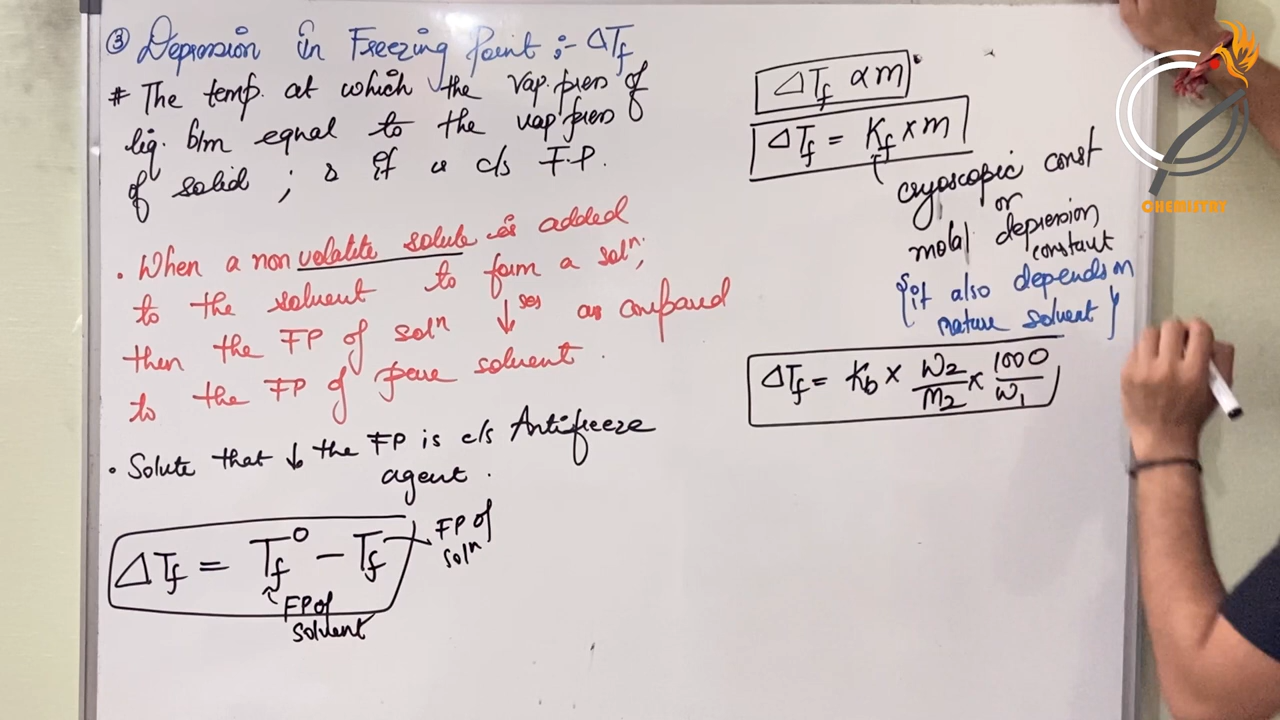 ③ Depression in Freezing Point :- ΔTf
# The temp. at which the vap. press of
liq. b/m equal to the vap. press
of solid ; & it is c/s F.P.
• When a non volatile solute is added
to the solvent to form a solⁿ;
then the FP of solⁿ ↓ses as compared
to the FP of pure solvent.
• Solute that ↓ the FP is c/s Antifreeze
agent.
ΔTf = Tf⁰ - Tf
FP of
solⁿ
FP of
solvent
ΔTf α m
ΔTf = Kf × m
cryoscopic const
or
molal depression
constant
{it also depends on
nature solvent}
ΔTf = Kb × W2/M2 × 1000/W1
CHEMISTRY